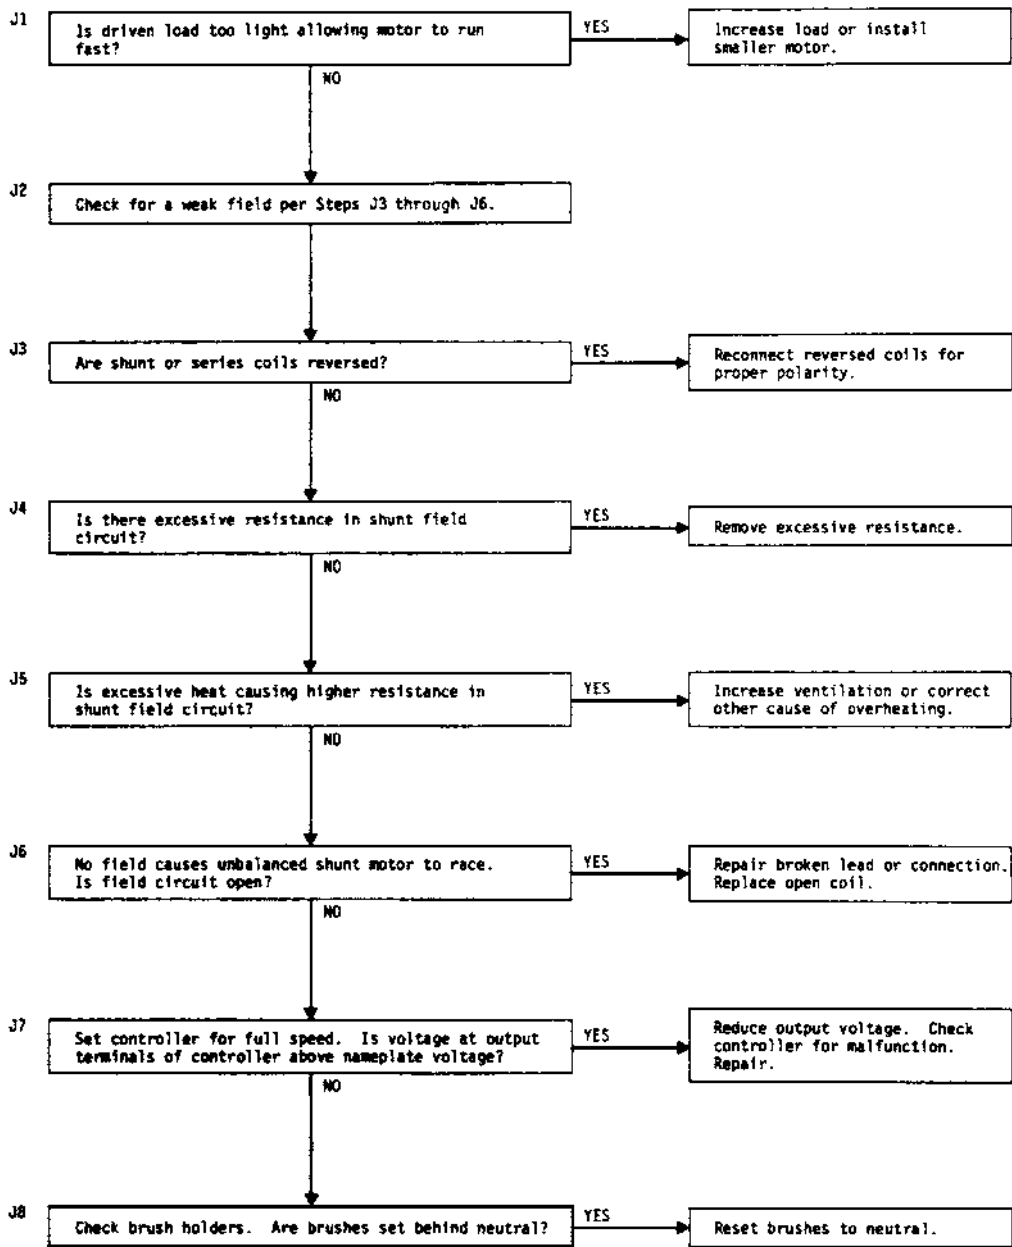 J1
Is driven load too light allowing motor to run
fast?
YES
Increase load or install
smaller motor.
NO
J2
Check for a weak field per Steps J3 through J6.
J3
Are shunt or series coils reversed?
YES
Reconnect reversed coils for
proper polarity.
NO
J4
Is there excessive resistance in shunt field
circuit?
YES
Remove excessive resistance.
NO
J5
Is excessive heat causing higher resistance in
shunt field circuit?
YES
Increase ventilation or correct
other cause of overheating.
NO
J6
No field causes unbalanced shunt motor to race.
Is field circuit open?
YES
Repair broken lead or connection.
Replace open coil.
NO
J7
Set controller for full speed. Is voltage at output
terminals of controller above nameplate voltage?
YES
Reduce output voltage. Check
controller for malfunction.
Repair.
NO
J8
Check brush holders. Are brushes set behind neutral?
YES
Reset brushes to neutral.